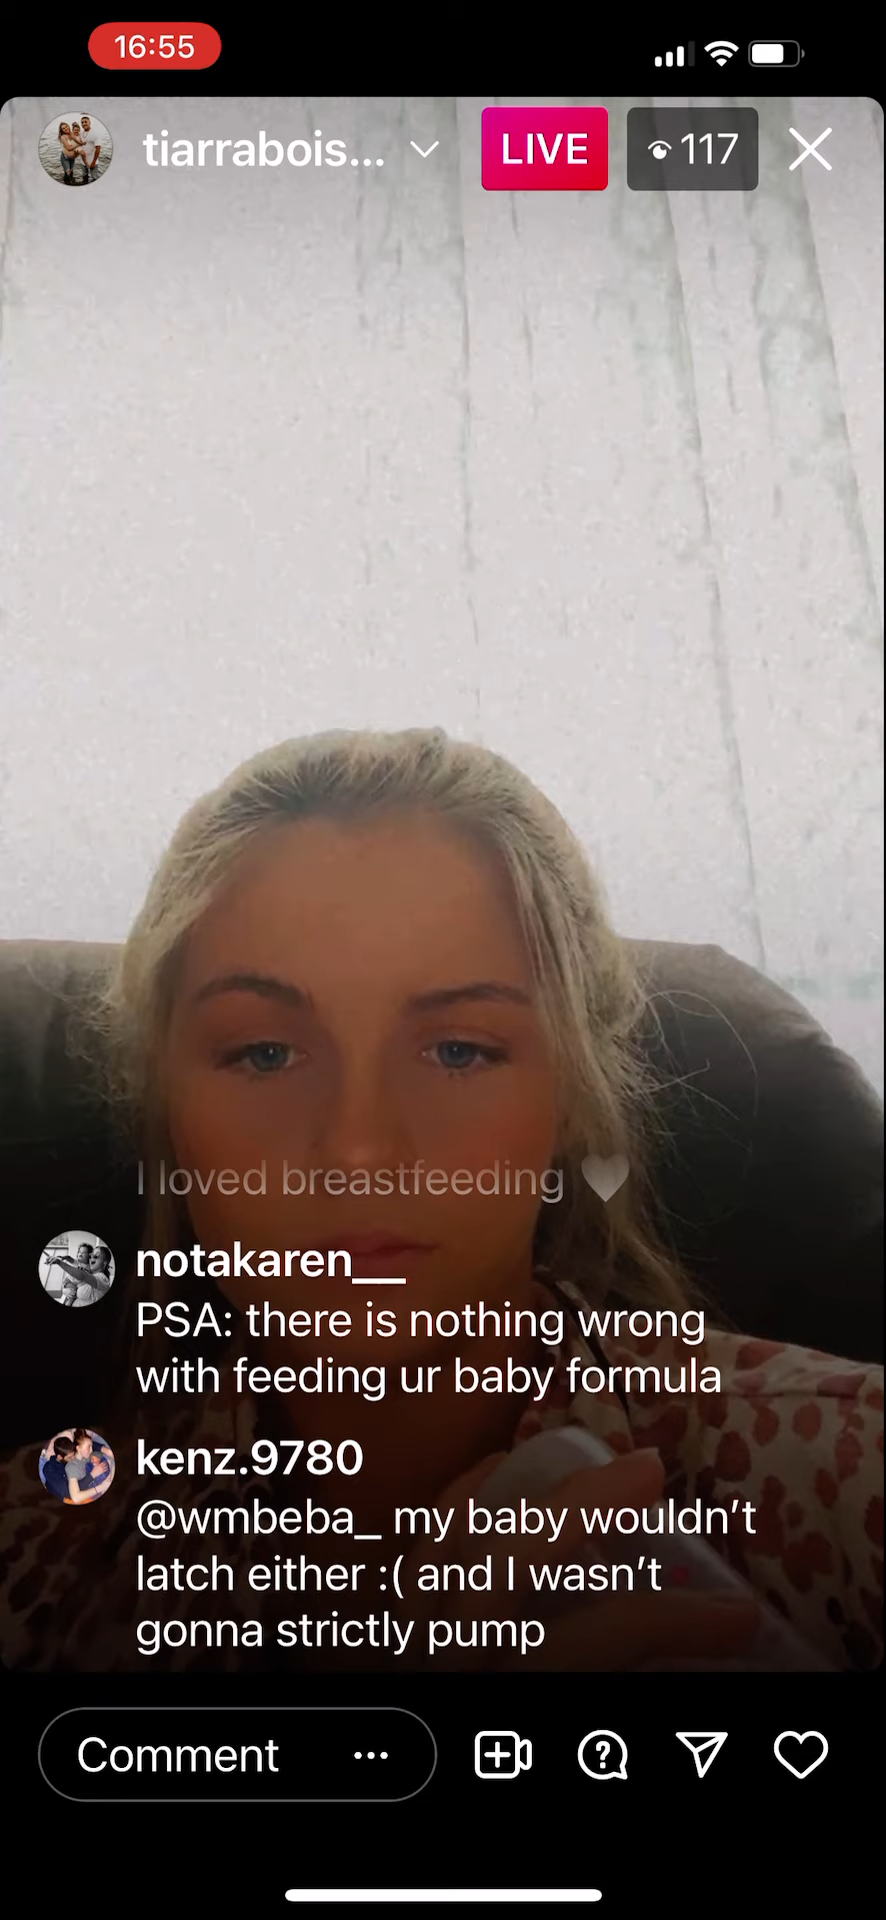 16:55
tiarrabois...
LIVE
117
I loved breastfeeding 🤍
notakaren__
PSA: there is nothing wrong
with feeding ur baby formula
kenz.9780
@wmbeba_ my baby wouldn't
latch either :( and I wasn't
gonna strictly pump
Comment ...